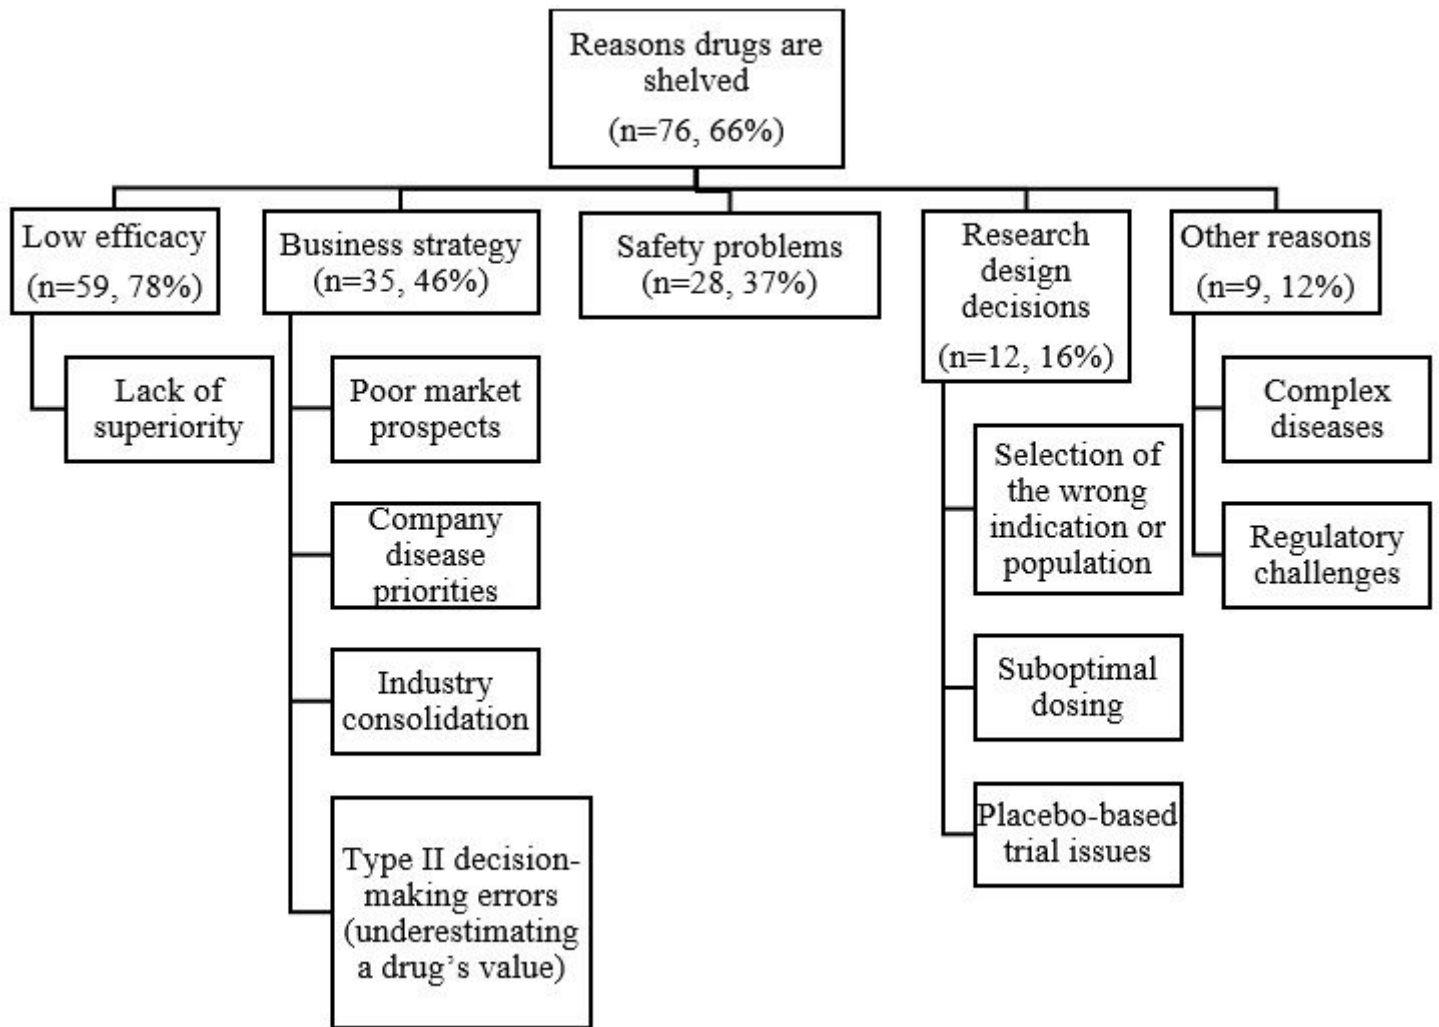 Reasons drugs are
shelved
(n=76, 66%)
Low efficacy
(n=59, 78%)
Lack of
superiority
Business strategy
(n=35, 46%)
Poor market
prospects
Company
disease
priorities
Industry
consolidation
Type II decision-
making errors
(underestimating
a drug’s value)
Safety problems
(n=28, 37%)
Research
design
decisions
(n=12, 16%)
Selection of
the wrong
indication or
population
Suboptimal
dosing
Placebo-based
trial issues
Other reasons
(n=9, 12%)
Complex
diseases
Regulatory
challenges